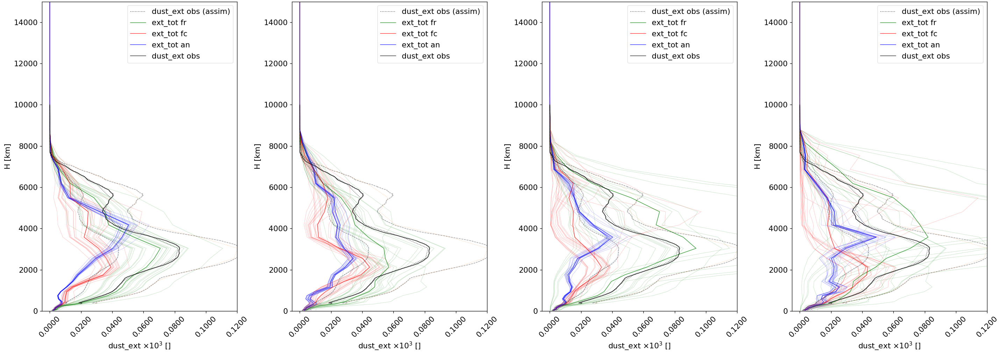 dust_ext obs (assim)
ext_tot fr
ext_tot fc
ext_tot an
dust_ext obs
14000
12000
10000
8000
6000
4000
2000
0
H [km]
0.0000
0.0200
0.0400
0.0600
0.0800
0.1000
0.1200
dust_ext ×10³ []
dust_ext obs (assim)
ext_tot fr
ext_tot fc
ext_tot an
dust_ext obs
14000
12000
10000
8000
6000
4000
2000
0
H [km]
0.0000
0.0200
0.0400
0.0600
0.0800
0.1000
0.1200
dust_ext ×10³ []
dust_ext obs (assim)
ext_tot fr
ext_tot fc
ext_tot an
dust_ext obs
14000
12000
10000
8000
6000
4000
2000
0
H [km]
0.0000
0.0200
0.0400
0.0600
0.0800
0.1000
0.1200
dust_ext ×10³ []
dust_ext obs (assim)
ext_tot fr
ext_tot fc
ext_tot an
dust_ext obs
14000
12000
10000
8000
6000
4000
2000
0
H [km]
0.0000
0.0200
0.0400
0.0600
0.0800
0.1000
0.1200
dust_ext ×10³ []